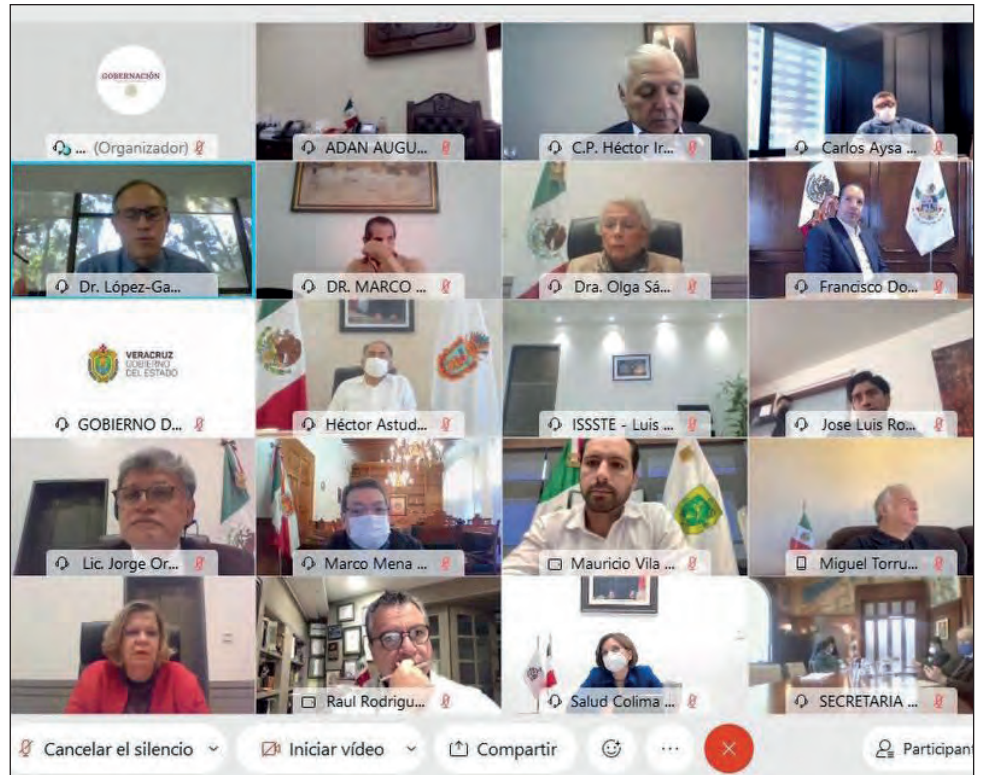 GOBERNACIÓN
... (Organizador)
ADAN AUGU...
C.P. Héctor Ir...
Carlos Aysa ...
Dr. López-Ga...
DR. MARCO ...
Dra. Olga Sá...
Francisco Do...
VERACRUZ
GOBIERNO
DEL ESTADO
GOBIERNO D...
Héctor Astud...
ISSSTE - Luis ...
Jose Luis Ro...
Lic. Jorge Or...
Marco Mena ...
Mauricio Vila ...
Miguel Torru...
Raul Rodrigu...
Salud Colima ...
SECRETARIA ...
Cancelar el silencio
Iniciar vídeo
Compartir
...
Participan